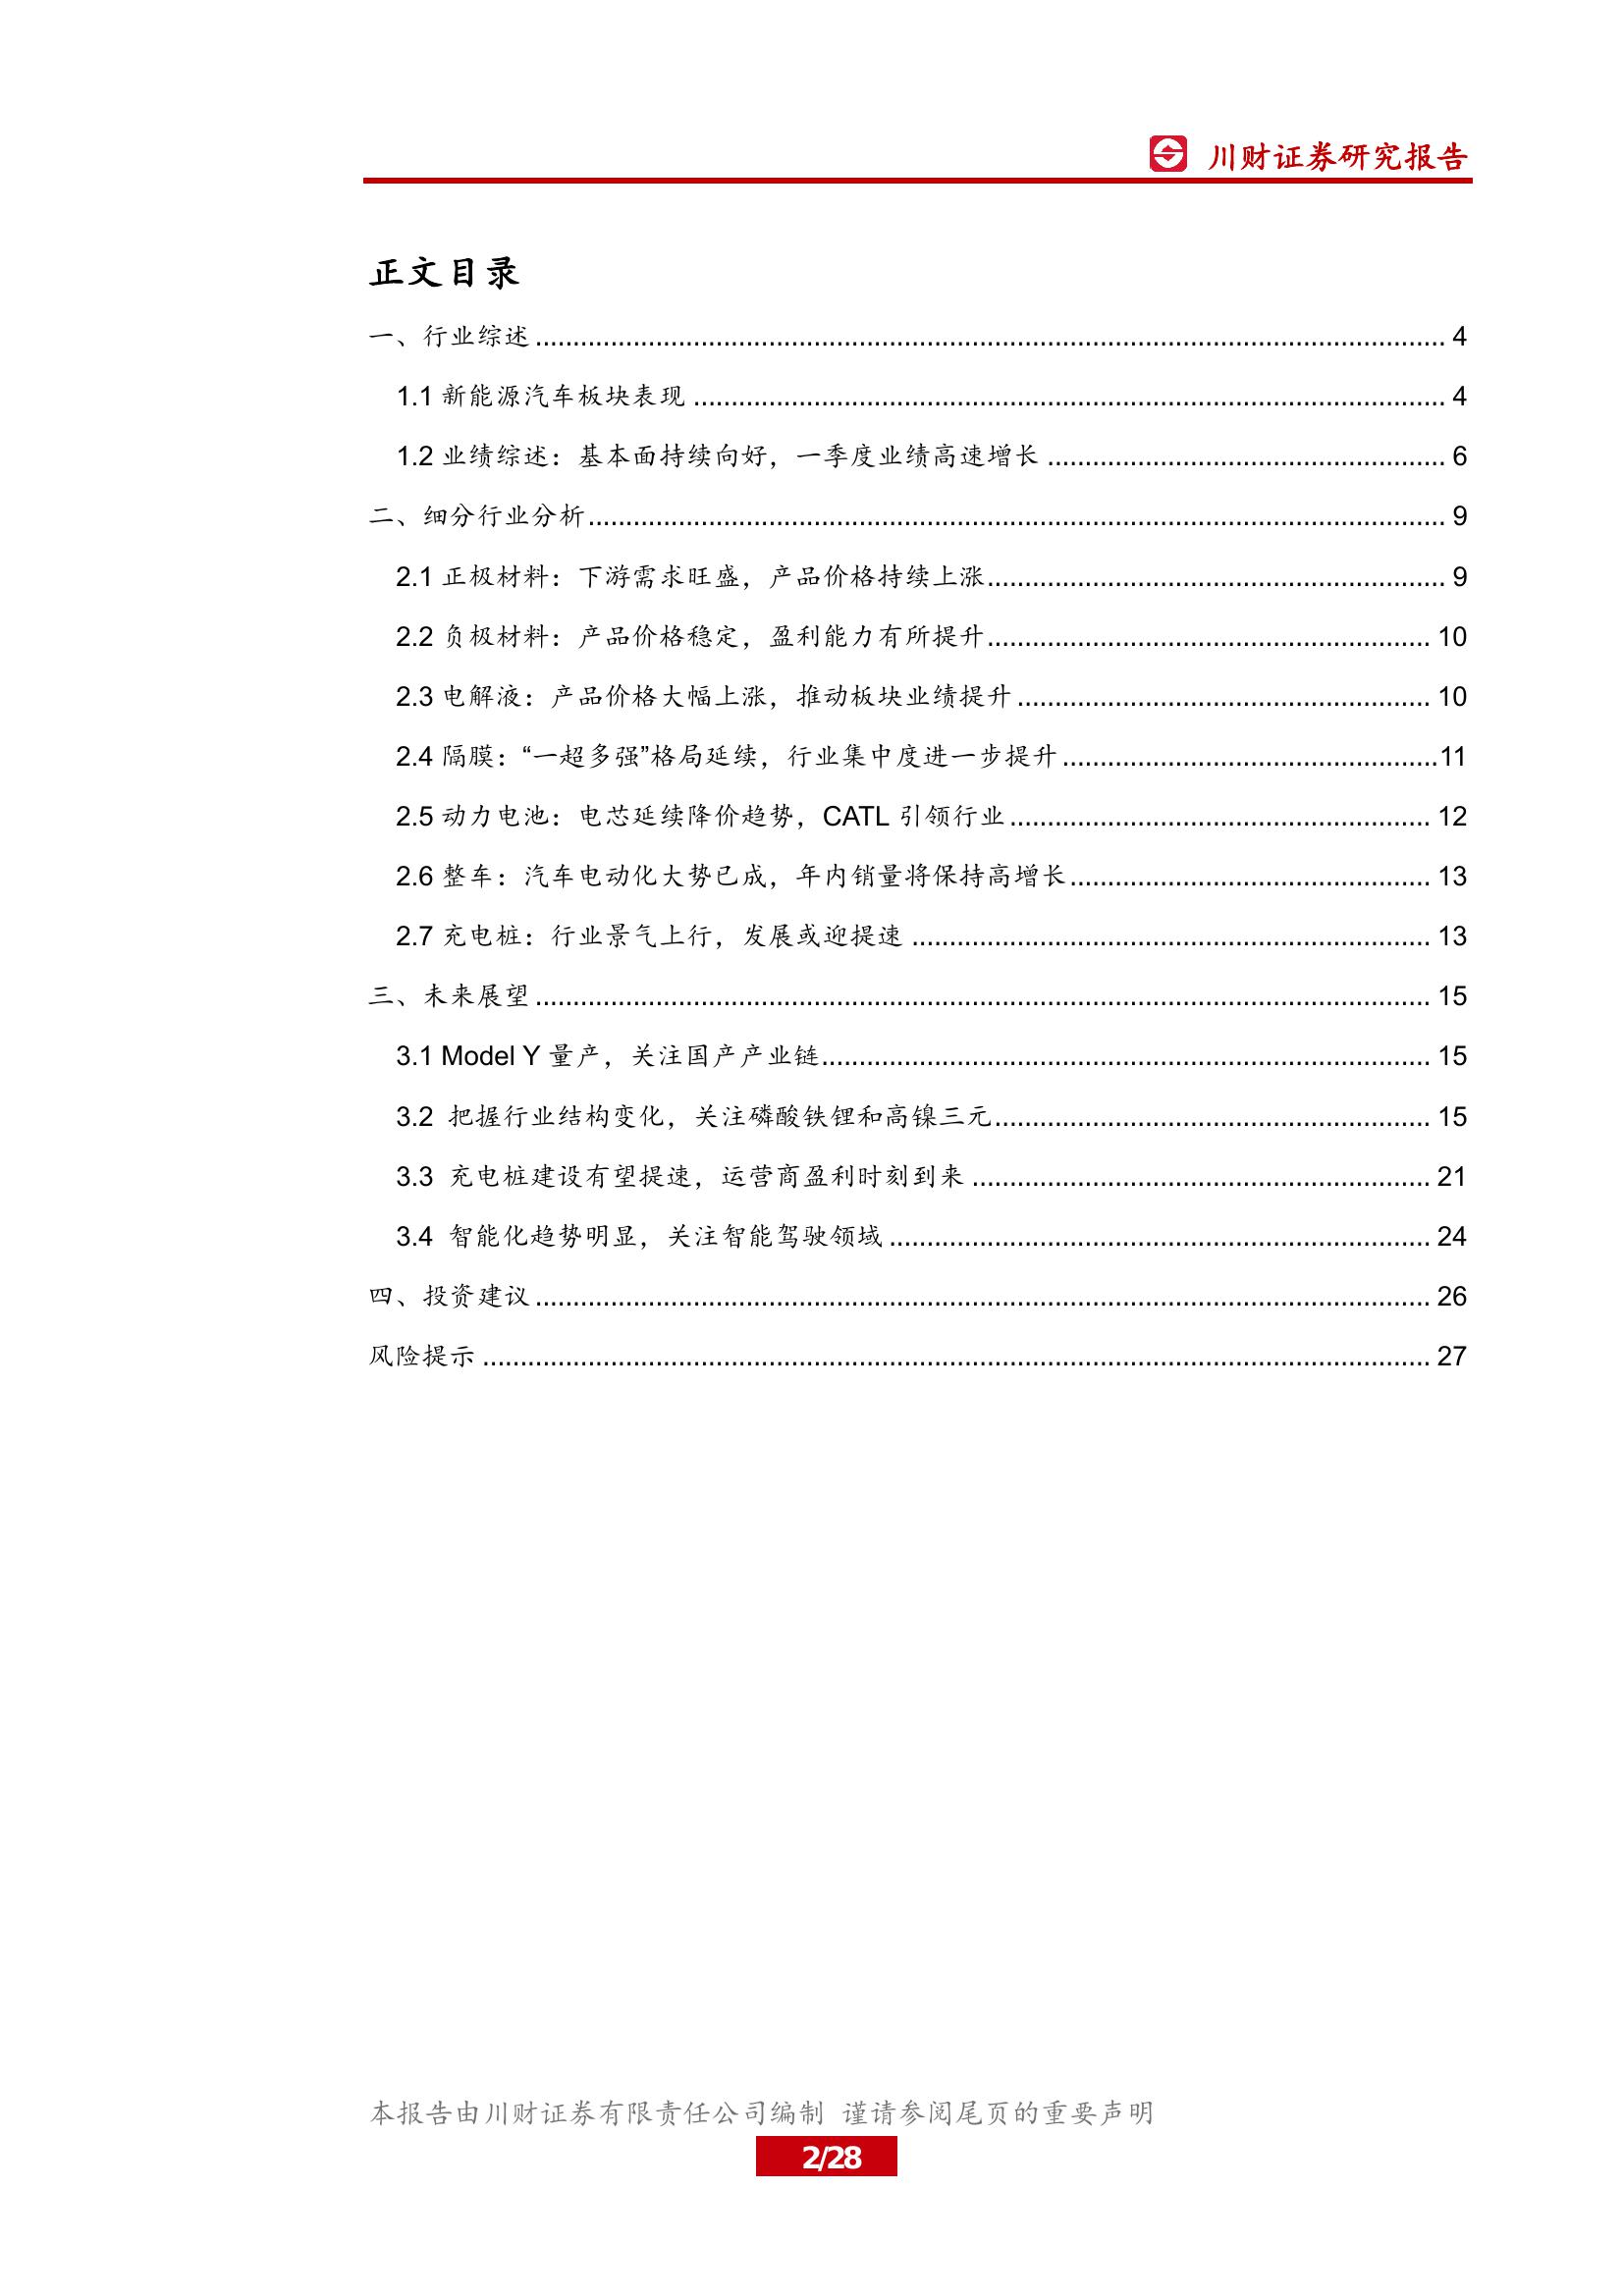 川财证券研究报告
正文目录
一、行业综述 ........................................ 4
1.1 新能源汽车板块表现 ........................................ 4
1.2 业绩综述：基本面持续向好，一季度业绩高速增长 ........................................ 6
二、细分行业分析 ........................................ 9
2.1 正极材料：下游需求旺盛，产品价格持续上涨 ........................................ 9
2.2 负极材料：产品价格稳定，盈利能力有所提升 ........................................ 10
2.3 电解液：产品价格大幅上涨，推动板块业绩提升 ........................................ 10
2.4 隔膜：“一超多强”格局延续，行业集中度进一步提升 ........................................ 11
2.5 动力电池：电芯延续降价趋势，CATL 引领行业 ........................................ 12
2.6 整车：汽车电动化大势已成，年内销量将保持高增长 ........................................ 13
2.7 充电桩：行业景气上行，发展或迎提速 ........................................ 13
三、未来展望 ........................................ 15
3.1 Model Y 量产，关注国产产业链 ........................................ 15
3.2 把握行业结构变化，关注磷酸铁锂和高镍三元 ........................................ 15
3.3 充电桩建设有望提速，运营商盈利时刻到来 ........................................ 21
3.4 智能化趋势明显，关注智能驾驶领域 ........................................ 24
四、投资建议 ........................................ 26
风险提示 ........................................ 27
本报告由川财证券有限责任公司编制 谨请参阅尾页的重要声明
2/28